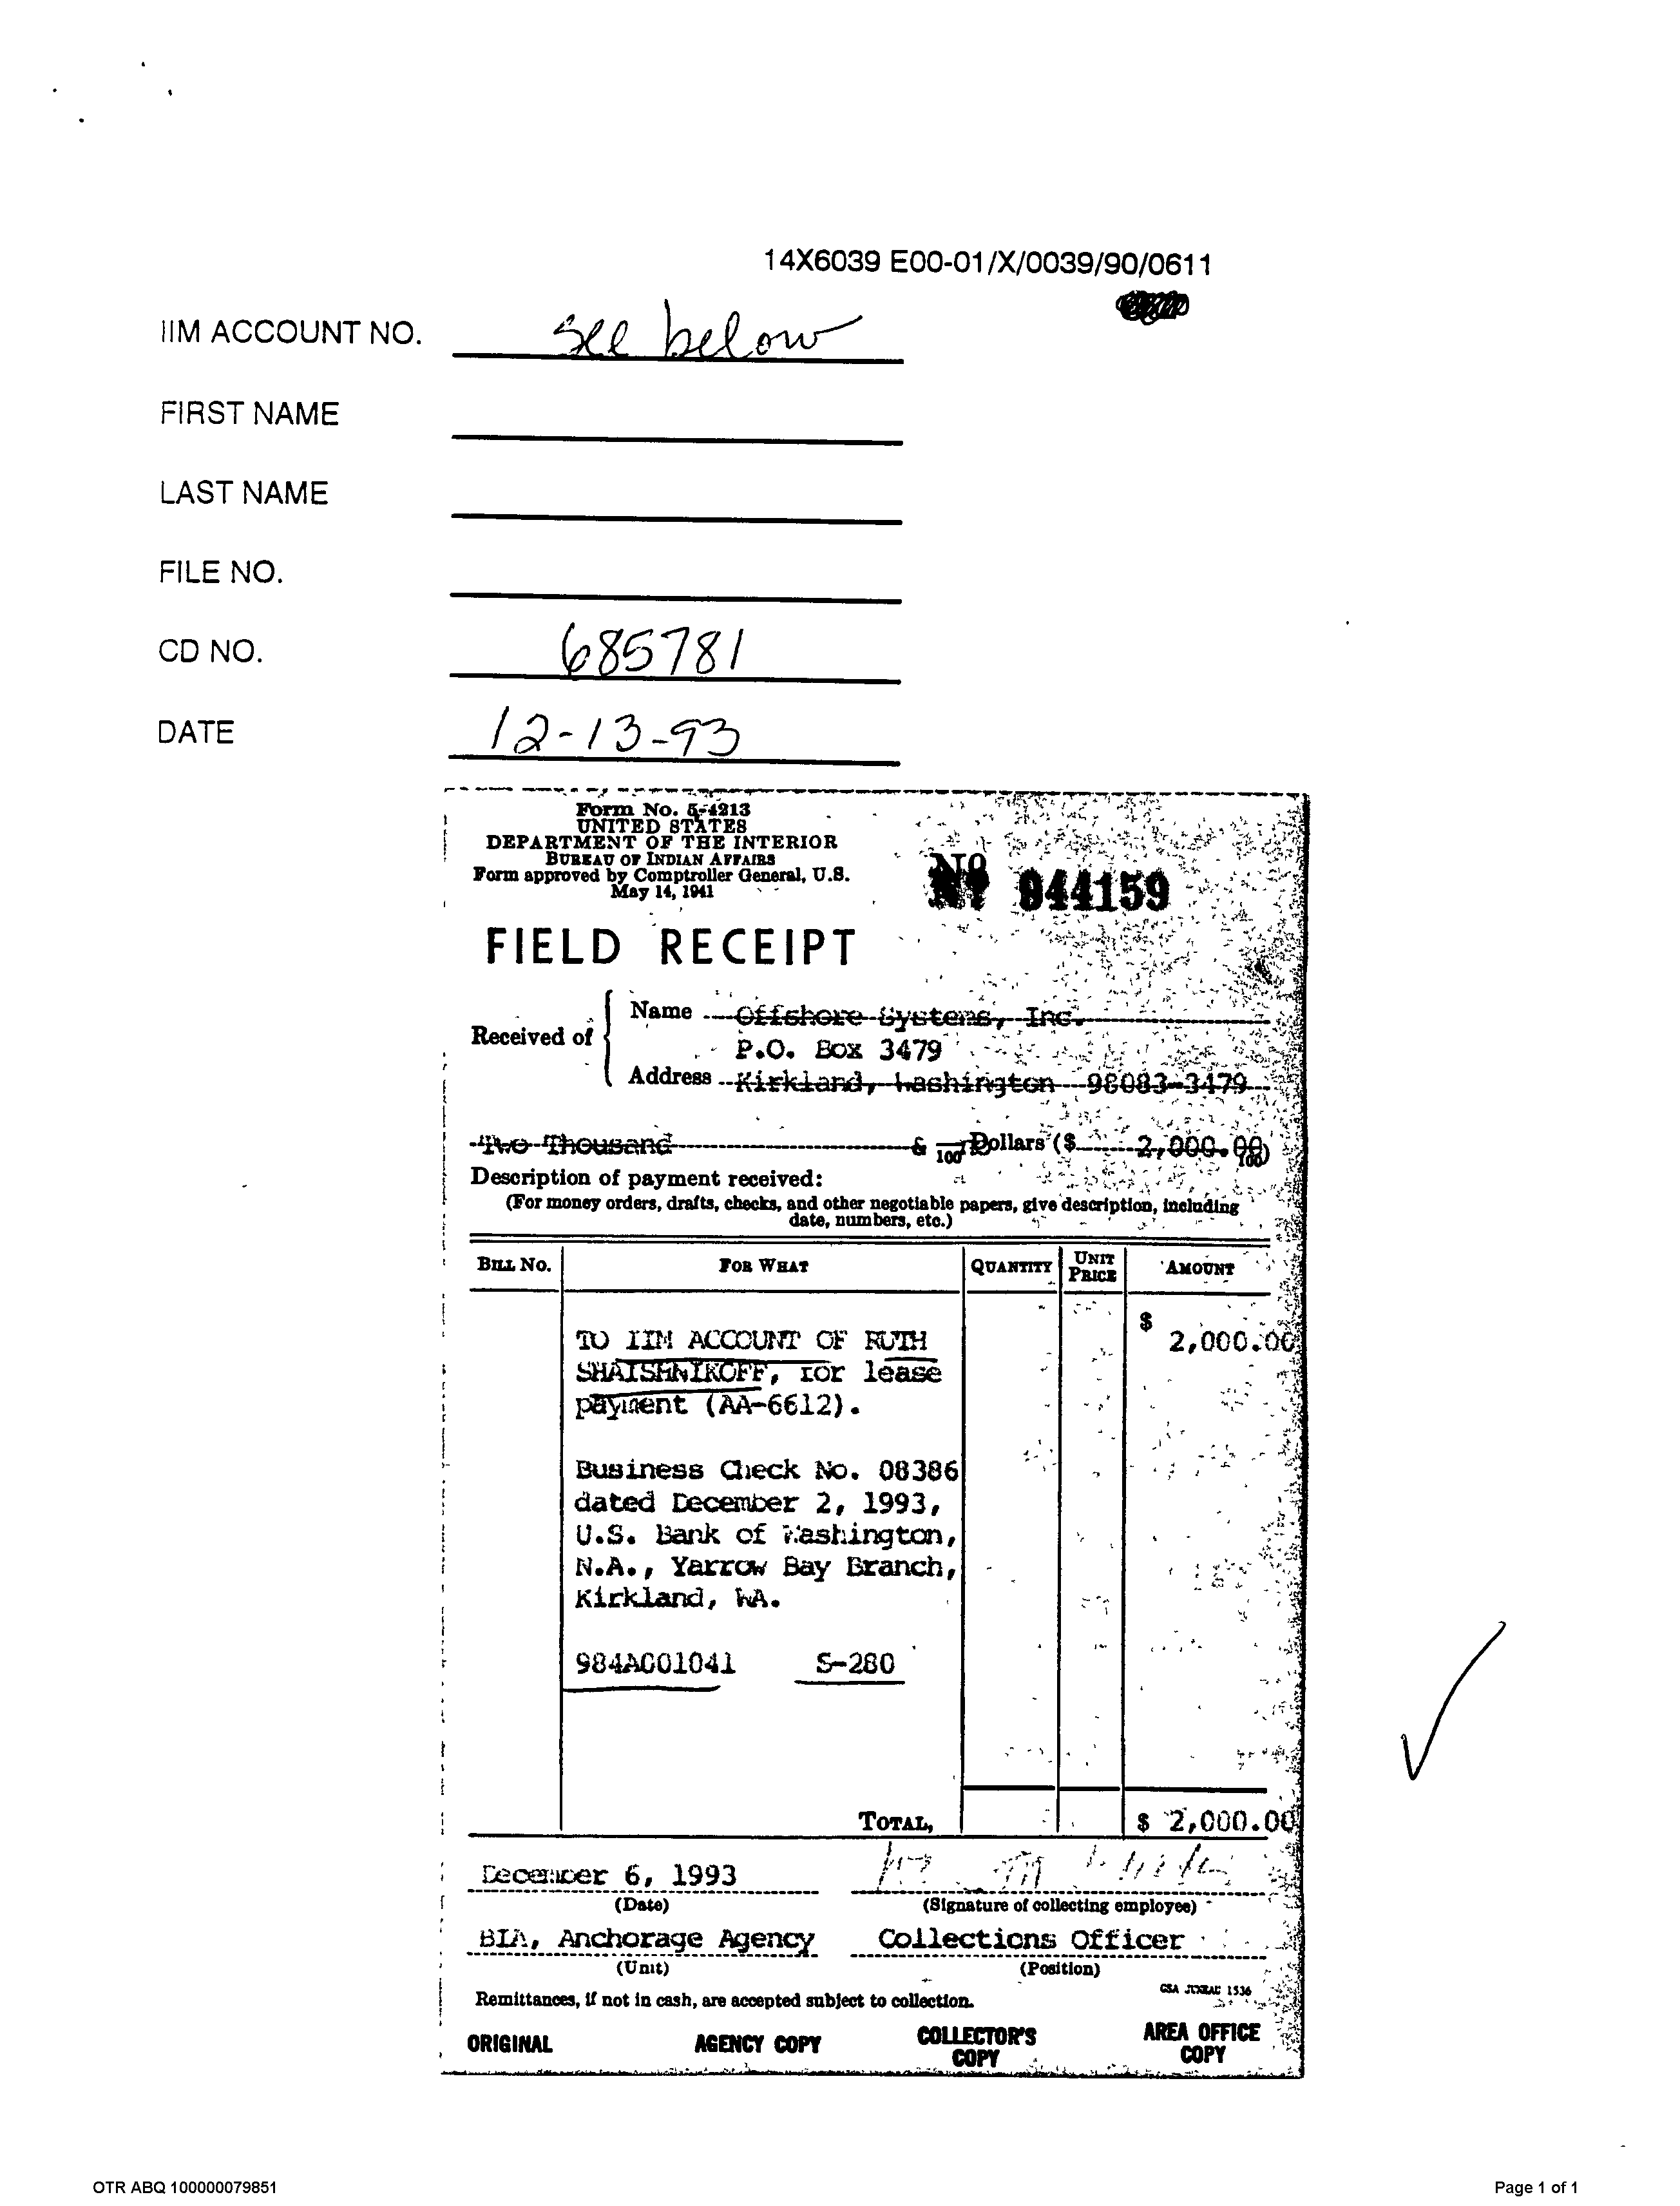 14X6039 E00-01/X/0039/90/0611
IIM ACCOUNT NO. see below
FIRST NAME
LAST NAME
FILE NO.
CD NO. 685781
DATE 12-13-93
Form No. 5-4213
UNITED STATES
DEPARTMENT OF THE INTERIOR
BUREAU OF INDIAN AFFAIRS
Form approved by Comptroller General, U.S.
May 14, 1941
Nº 944159
FIELD RECEIPT
Received of
Name Offshore Systems, Inc.
P.O. Box 3479
Address Kirkland, Washington 98083-3479
Two Thousand & /100 Dollars ($ 2,000.00/100)
Description of payment received:
(For money orders, drafts, checks, and other negotiable papers, give description, including
date, numbers, etc.)
BILL NO. FOR WHAT QUANTITY UNIT PRICE AMOUNT
TO IIM ACCOUNT OF RUTH $ 2,000.00
SHAISHNIKOFF, for lease
payment (AA-6612).
Business Check No. 08386
dated December 2, 1993,
U.S. Bank of Washington,
N.A., Yarrow Bay Branch,
Kirkland, WA.
984A001041 S-280
TOTAL, $ 2,000.00
December 6, 1993
(Date) (Signature of collecting employee)
BIA, Anchorage Agency Collections Officer
(Unit) (Position)
GSA JUNEAU 1536
Remittances, if not in cash, are accepted subject to collection.
ORIGINAL AGENCY COPY COLLECTOR'S COPY AREA OFFICE COPY
OTR ABQ 100000079851 Page 1 of 1